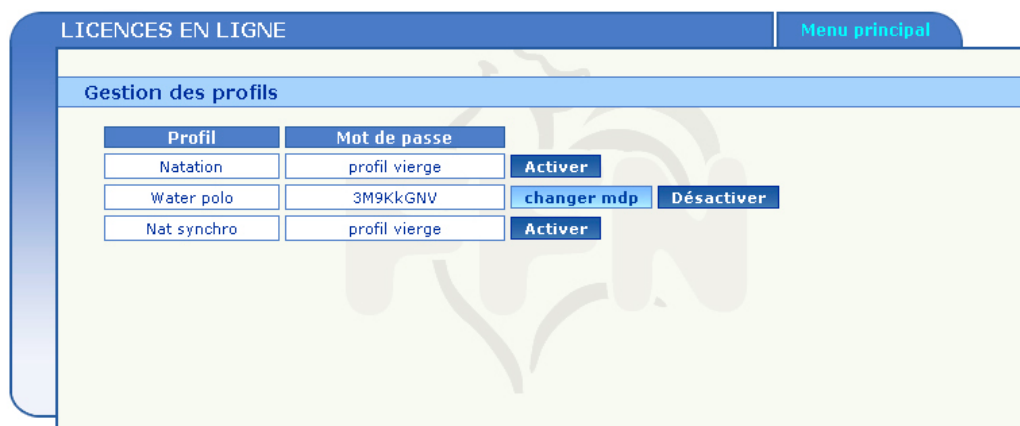 LICENCES EN LIGNE Menu principal
Gestion des profils
Profil Mot de passe
Natation profil vierge Activer
Water polo 3M9KkGNV changer mdp Désactiver
Nat synchro profil vierge Activer
FFN